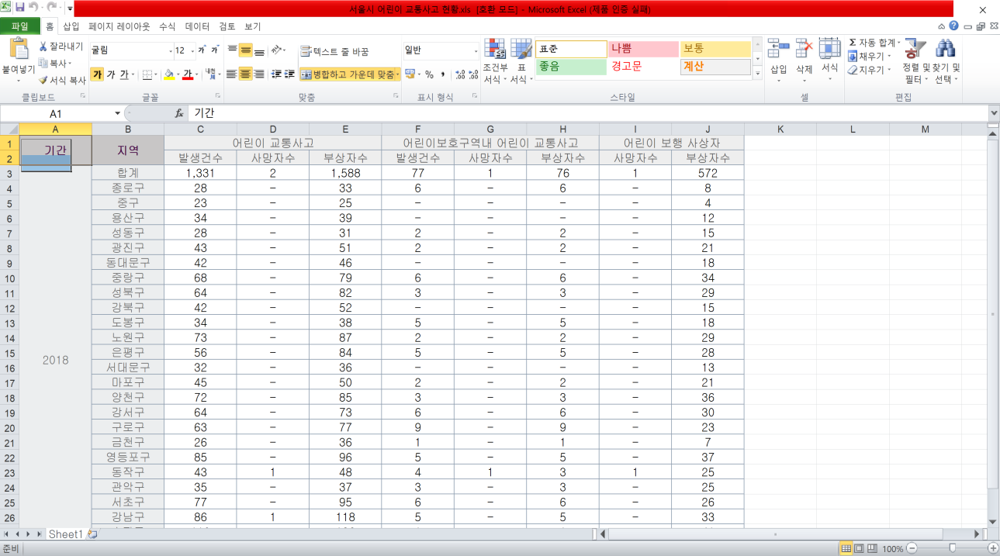 서울시 어린이 교통사고 현황.xls [호환 모드] - Microsoft Excel (제품 인증 실패)
파일 홈 삽입 페이지 레이아웃 수식 데이터 검토 보기
잘라내기 굴림 12 텍스트 줄 바꿈 일반 표준 나쁨 보통 Σ 자동 합계
붙여넣기 복사 조건부 서식 표 서식 좋음 경고문 계산 삽입 삭제 서식 채우기 정렬 및 필터 찾기 및 선택
서식 복사 가 가 가 가 내천 병합하고 가운데 맞춤 % , 지우기
클립보드 글꼴 맞춤 표시 형식 스타일 셀 편집
A1 fx 기간
A B C D E F G H I J K L M
1 기간 지역 어린이 교통사고 어린이보호구역내 어린이 교통사고 어린이 보행 사상자
2 발생건수 사망자수 부상자수 발생건수 사망자수 부상자수 사망자수 부상자수
3 합계 1,331 2 1,588 77 1 76 1 572
4 종로구 28 – 33 6 – 6 – 8
5 중구 23 – 25 – – – – 4
6 용산구 34 – 39 – – – – 12
7 성동구 28 – 31 2 – 2 – 15
8 광진구 43 – 51 2 – 2 – 21
9 동대문구 42 – 46 – – – – 18
10 중랑구 68 – 79 6 – 6 – 34
11 성북구 64 – 82 3 – 3 – 29
12 강북구 42 – 52 – – – – 15
13 도봉구 34 – 38 5 – 5 – 18
14 노원구 73 – 87 2 – 2 – 29
15 2018 은평구 56 – 84 5 – 5 – 28
16 서대문구 32 – 36 – – – – 13
17 마포구 45 – 50 2 – 2 – 21
18 양천구 72 – 85 3 – 3 – 36
19 강서구 64 – 73 6 – 6 – 30
20 구로구 63 – 77 9 – 9 – 23
21 금천구 26 – 36 1 – 1 – 7
22 영등포구 85 – 96 5 – 5 – 37
23 동작구 43 1 48 4 1 3 1 25
24 관악구 35 – 37 3 – 3 – 25
25 서초구 77 – 95 6 – 6 – 26
26 강남구 86 1 118 5 – 5 – 33
Sheet1
준비 100%